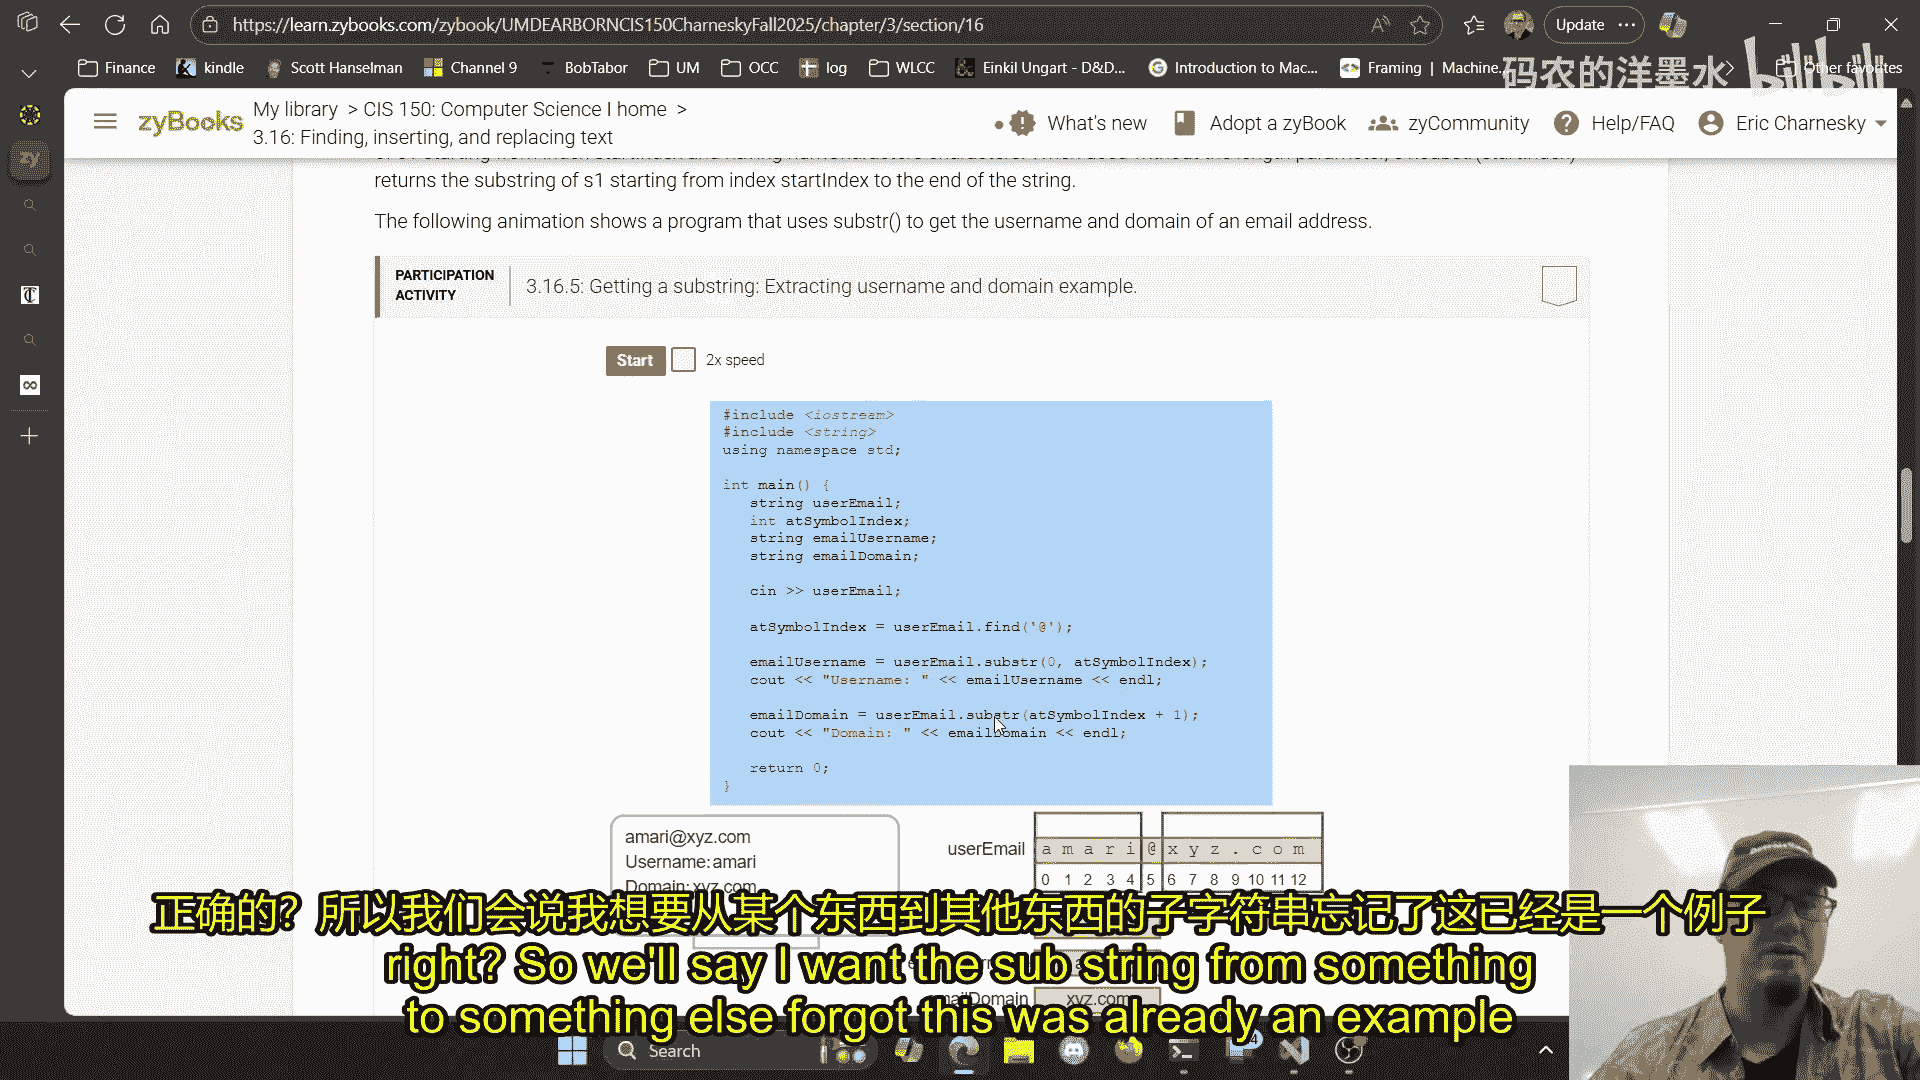 https://learn.zybooks.com/zybook/UMDEARBORNCIS150CharneskyFall2025/chapter/3/section/16
Update
Finance
kindle
Scott Hanselman
Channel 9
BobTabor
UM
OCC
log
WLCC
Einkil Ungart - D&D...
Introduction to Mac...
Framing | Machine...
Other favorites
码农的洋墨水
bilibili
zyBooks
My library > CIS 150: Computer Science I home >
3.16: Finding, inserting, and replacing text
What's new
Adopt a zyBook
zyCommunity
Help/FAQ
Eric Charnesky
zy
returns the substring of s1 starting from index startIndex to the end of the string.
The following animation shows a program that uses substr() to get the username and domain of an email address.
PARTICIPATION
ACTIVITY
3.16.5: Getting a substring: Extracting username and domain example.
Start
2x speed
#include <iostream>
#include <string>
using namespace std;
int main() {
string userEmail;
int atSymbolIndex;
string emailUsername;
string emailDomain;
cin >> userEmail;
atSymbolIndex = userEmail.find('@');
emailUsername = userEmail.substr(0, atSymbolIndex);
cout << "Username: " << emailUsername << endl;
emailDomain = userEmail.substr(atSymbolIndex + 1);
cout << "Domain: " << emailDomain << endl;
return 0;
}
amari@xyz.com
Username: amari
Domain: xyz.com
userEmail
a m a r i @ x y z . c o m
0 1 2 3 4 5 6 7 8 9 10 11 12
xyz.com
正确的？所以我们会说我想要从某个东西到其他东西的子字符串忘记了这已经是一个例子
right? So we'll say I want the sub string from something
to something else forgot this was already an example
Search